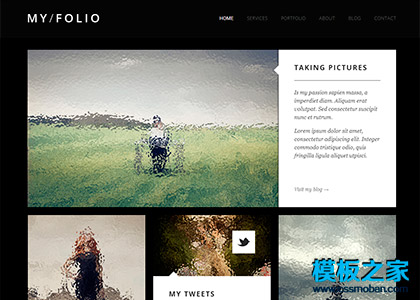 MY/FOLIO
HOME SERVICES PORTFOLIO ABOUT BLOG CONTACT
TAKING PICTURES
Is my passion sapien massa, a
imperdiet diam. Aliquam erat
volutpat. Sed consectetur suscipit
nunc et rutrum.
Lorem ipsum dolor sit amet,
consectetur adipiscing elit. Integer
commodo tristique odio, quis
fringilla ligula aliquet utpisci.
Visit my blog →
MY TWEETS
模板之家
www.cssmoban.com